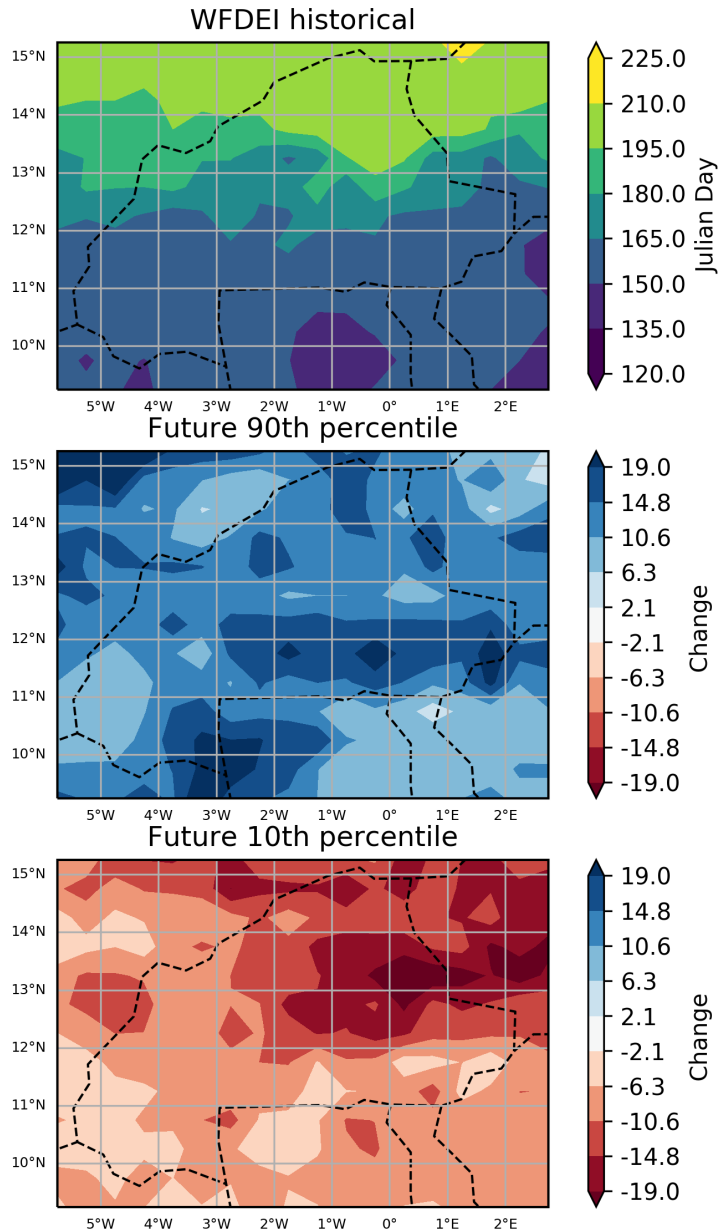 WFDEI historical
15°N
14°N
13°N
12°N
11°N
10°N
5°W 4°W 3°W 2°W 1°W 0° 1°E 2°E
225.0
210.0
195.0
180.0
165.0
150.0
135.0
120.0
Julian Day
Future 90th percentile
15°N
14°N
13°N
12°N
11°N
10°N
5°W 4°W 3°W 2°W 1°W 0° 1°E 2°E
19.0
14.8
10.6
6.3
2.1
-2.1
-6.3
-10.6
-14.8
-19.0
Change
Future 10th percentile
15°N
14°N
13°N
12°N
11°N
10°N
5°W 4°W 3°W 2°W 1°W 0° 1°E 2°E
19.0
14.8
10.6
6.3
2.1
-2.1
-6.3
-10.6
-14.8
-19.0
Change